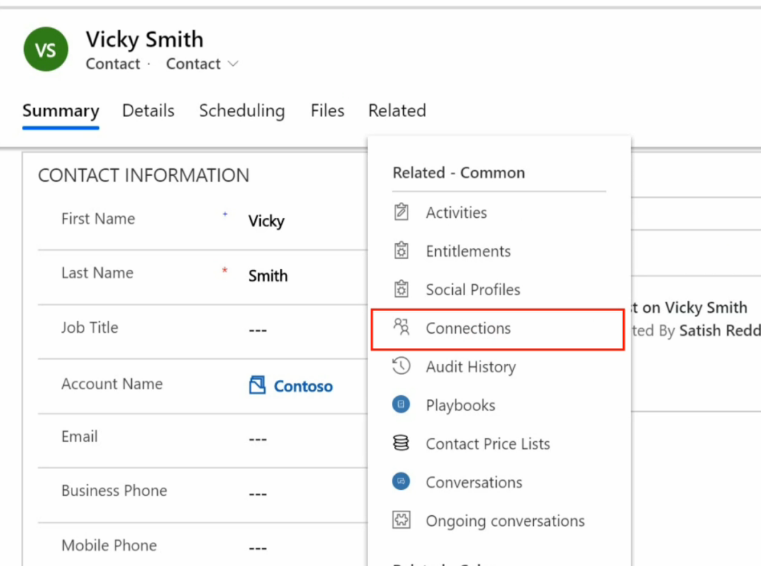 VS
Vicky Smith
Contact · Contact
Summary Details Scheduling Files Related
CONTACT INFORMATION
First Name + Vicky
Last Name * Smith
Job Title ---
Account Name Contoso
Email ---
Business Phone ---
Mobile Phone ---
Related - Common
Activities
Entitlements
Social Profiles
Connections
Audit History
Playbooks
Contact Price Lists
Conversations
Ongoing conversations
on Vicky Smith
By Satish